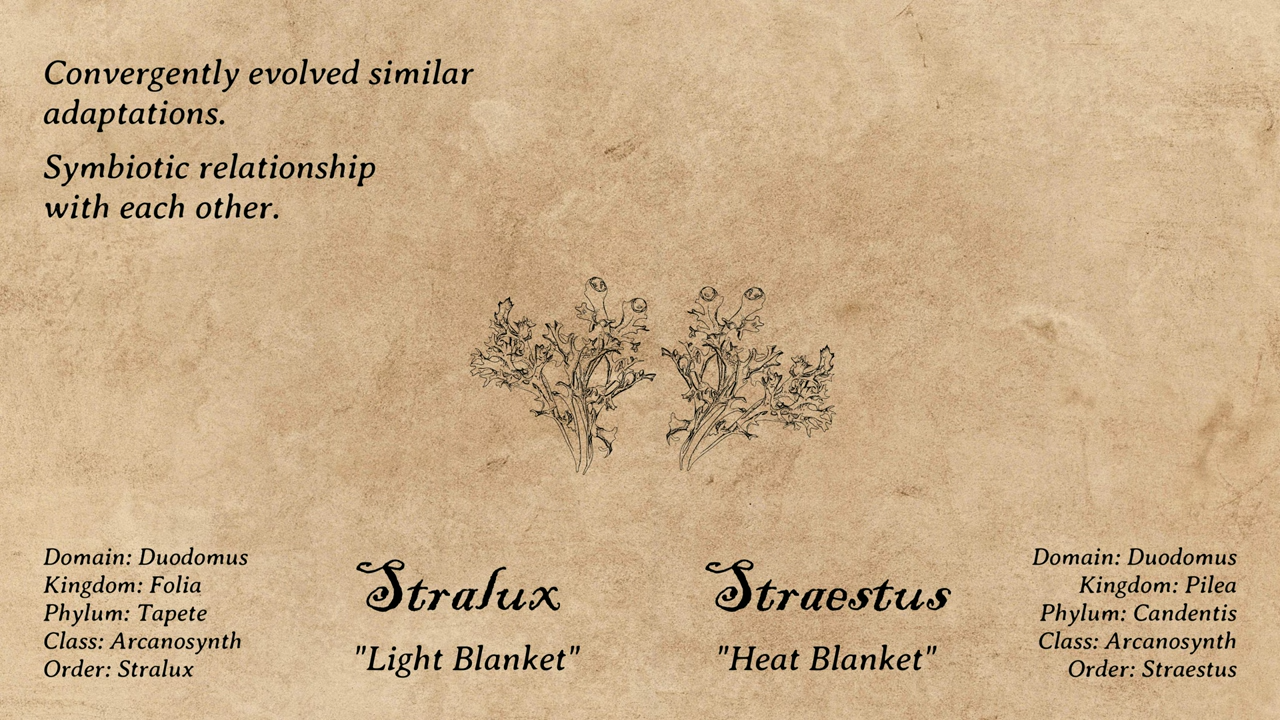 Convergently evolved similar
adaptations.
Symbiotic relationship
with each other.
Domain: Duodomus
Kingdom: Folia
Phylum: Tapete
Class: Arcanosynth
Order: Stralux
Stralux
"Light Blanket"
Straestus
"Heat Blanket"
Domain: Duodomus
Kingdom: Pilea
Phylum: Candentis
Class: Arcanosynth
Order: Straestus